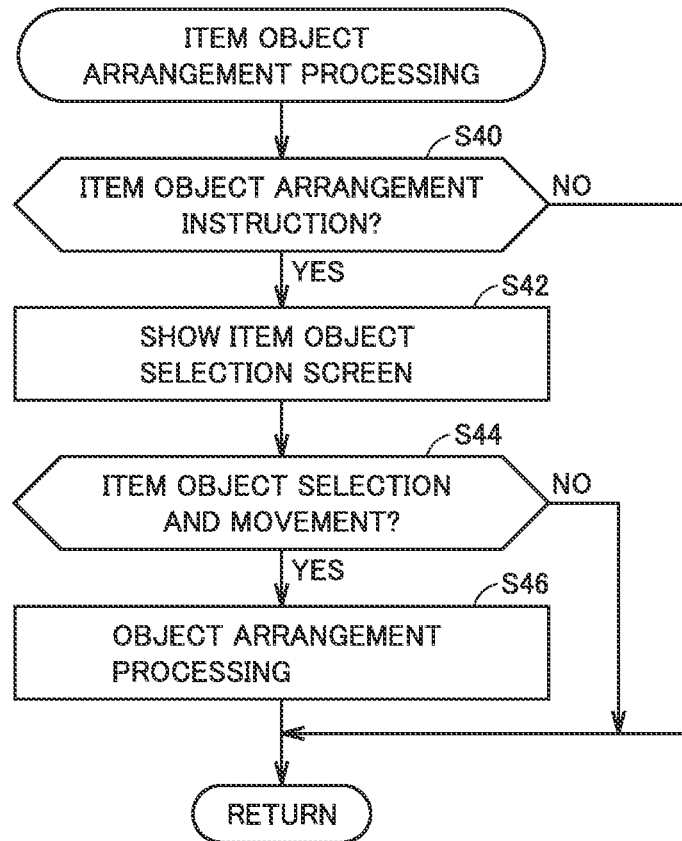 ITEM OBJECT
ARRANGEMENT PROCESSING
S40
ITEM OBJECT ARRANGEMENT
INSTRUCTION?
NO
YES
S42
SHOW ITEM OBJECT
SELECTION SCREEN
S44
ITEM OBJECT SELECTION
AND MOVEMENT?
NO
YES
S46
OBJECT ARRANGEMENT
PROCESSING
RETURN